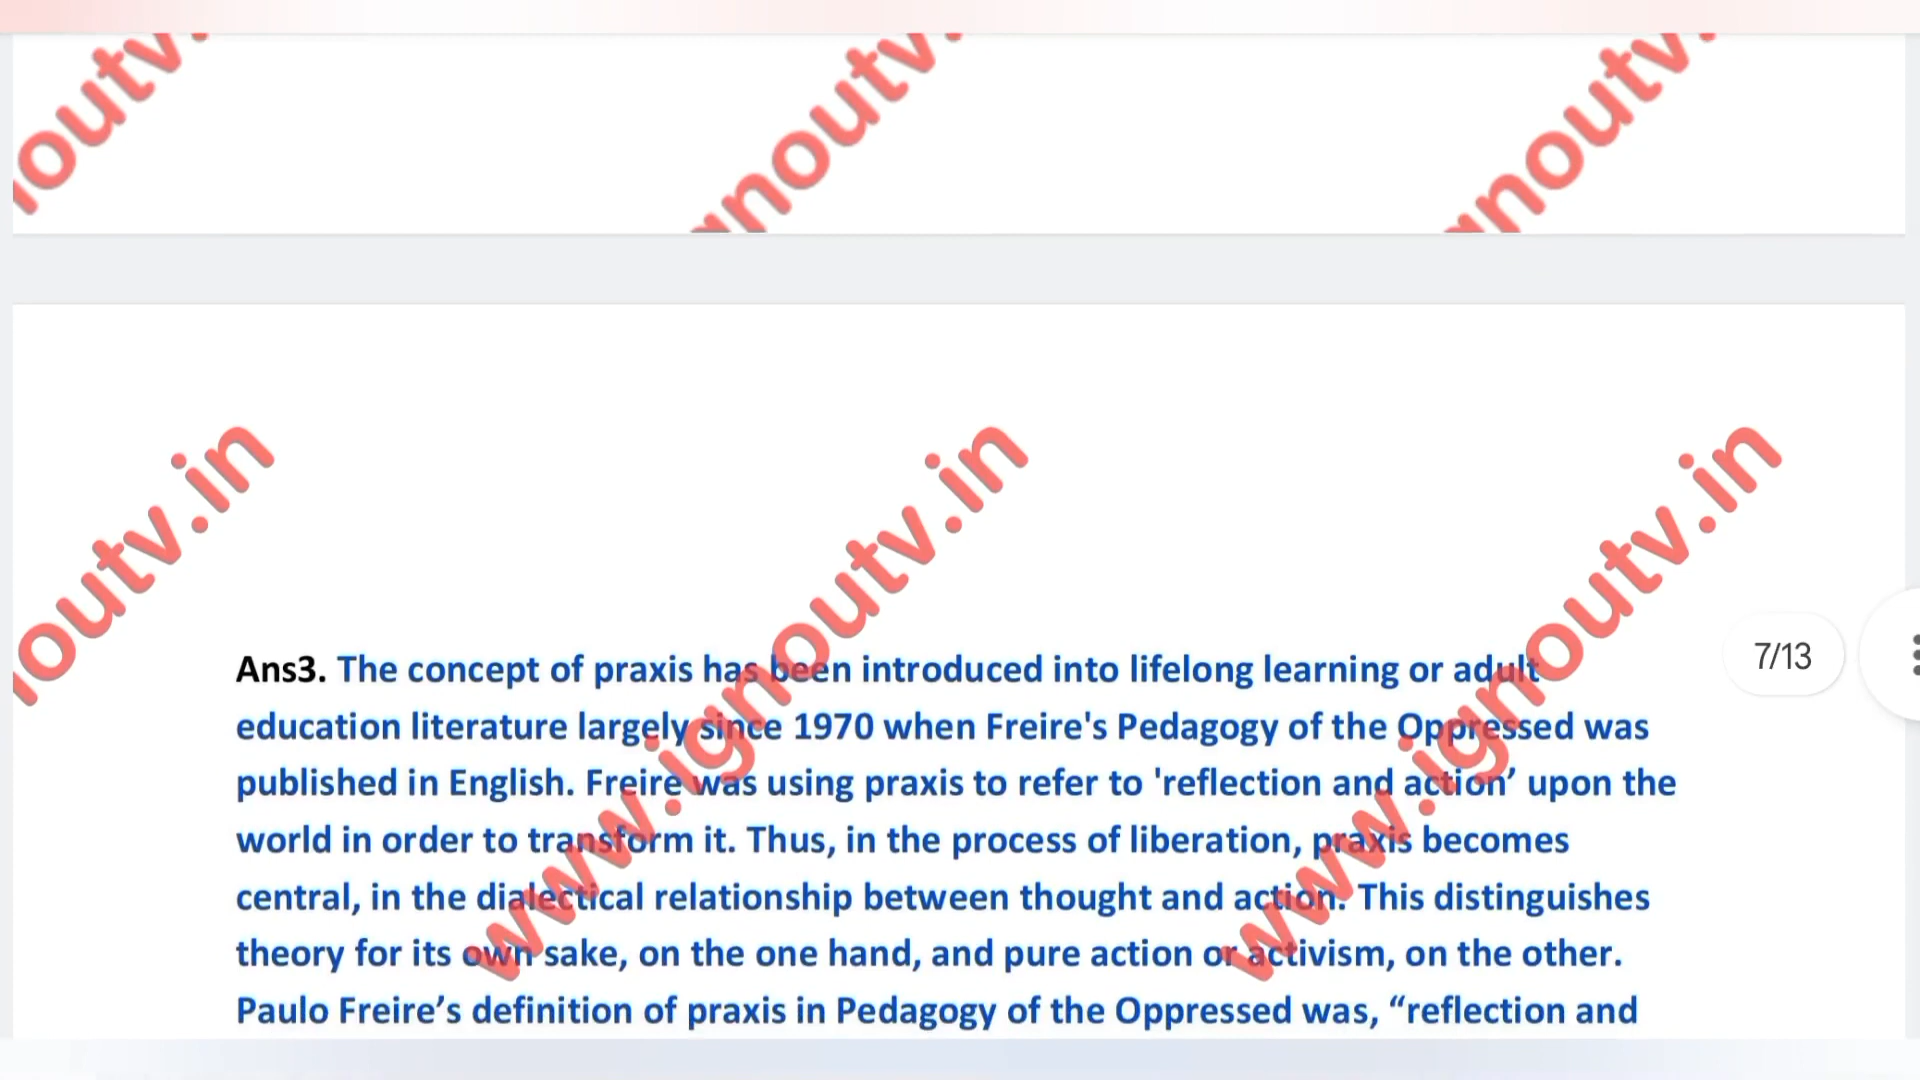 Ans3. The concept of praxis has been introduced into lifelong learning or adult
education literature largely since 1970 when Freire's Pedagogy of the Oppressed was
published in English. Freire was using praxis to refer to 'reflection and action’ upon the
world in order to transform it. Thus, in the process of liberation, praxis becomes
central, in the dialectical relationship between thought and action. This distinguishes
theory for its own sake, on the one hand, and pure action or activism, on the other.
Paulo Freire’s definition of praxis in Pedagogy of the Oppressed was, “reflection and
7/13
noutv.
gnoutv.
gnoutv.
noutv.in
www.ignoutv.in
www.ignoutv.in